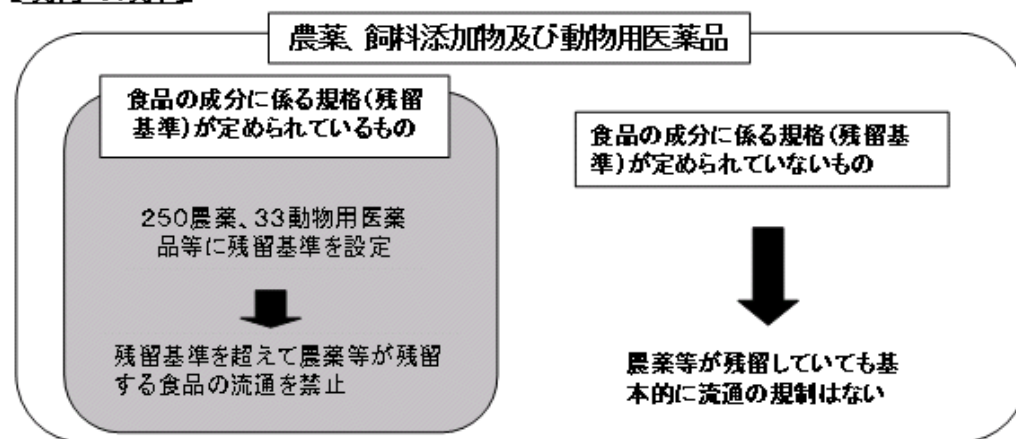 農薬、飼料添加物及び動物用医薬品
食品の成分に係る規格(残留
基準)が定められているもの
250農薬、33動物用医薬
品等に残留基準を設定
残留基準を超えて農薬等が残留
する食品の流通を禁止
食品の成分に係る規格(残留基
準)が定められていないもの
農薬等が残留していても基
本的に流通の規制はない